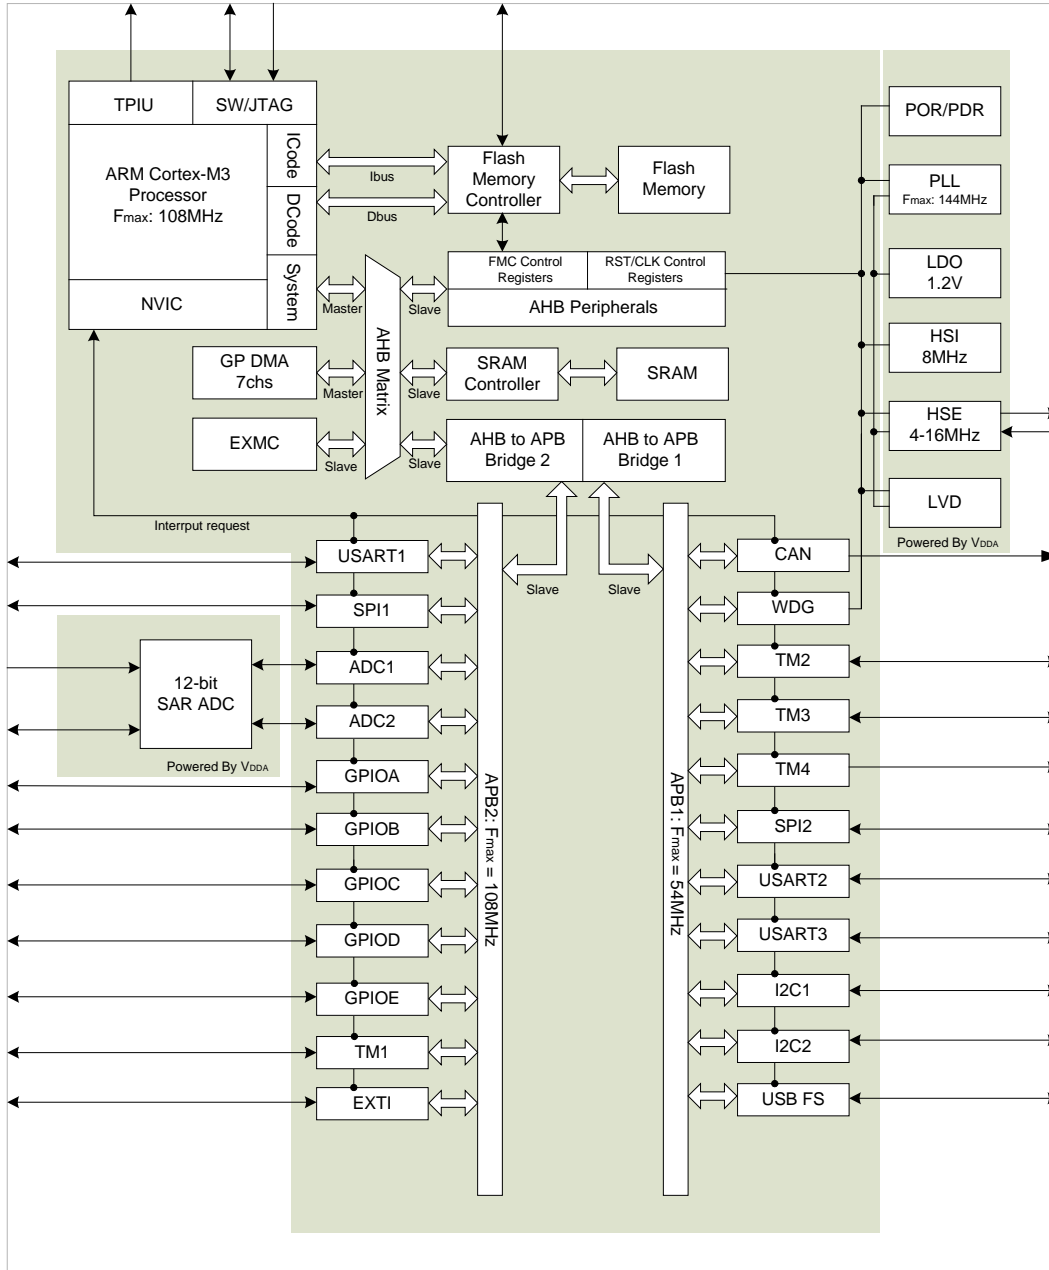 TPIU
SW/JTAG
POR/PDR
ARM Cortex-M3
Processor
Fmax: 108MHz
ICode
DCode
System
NVIC
Ibus
Dbus
Flash
Memory
Controller
Flash
Memory
PLL
Fmax: 144MHz
FMC Control
Registers
RST/CLK Control
Registers
AHB Peripherals
LDO
1.2V
Master
Slave
AHB Matrix
HSI
8MHz
GP DMA
7chs
Master
Slave
SRAM
Controller
SRAM
HSE
4-16MHz
EXMC
Slave
Slave
AHB to APB
Bridge 2
AHB to APB
Bridge 1
LVD
Powered By VDDA
Interrput request
Slave
Slave
APB2: Fmax = 108MHz
APB1: Fmax = 54MHz
USART1
SPI1
ADC1
ADC2
GPIOA
GPIOB
GPIOC
GPIOD
GPIOE
TM1
EXTI
12-bit
SAR ADC
Powered By VDDA
CAN
WDG
TM2
TM3
TM4
SPI2
USART2
USART3
I2C1
I2C2
USB FS